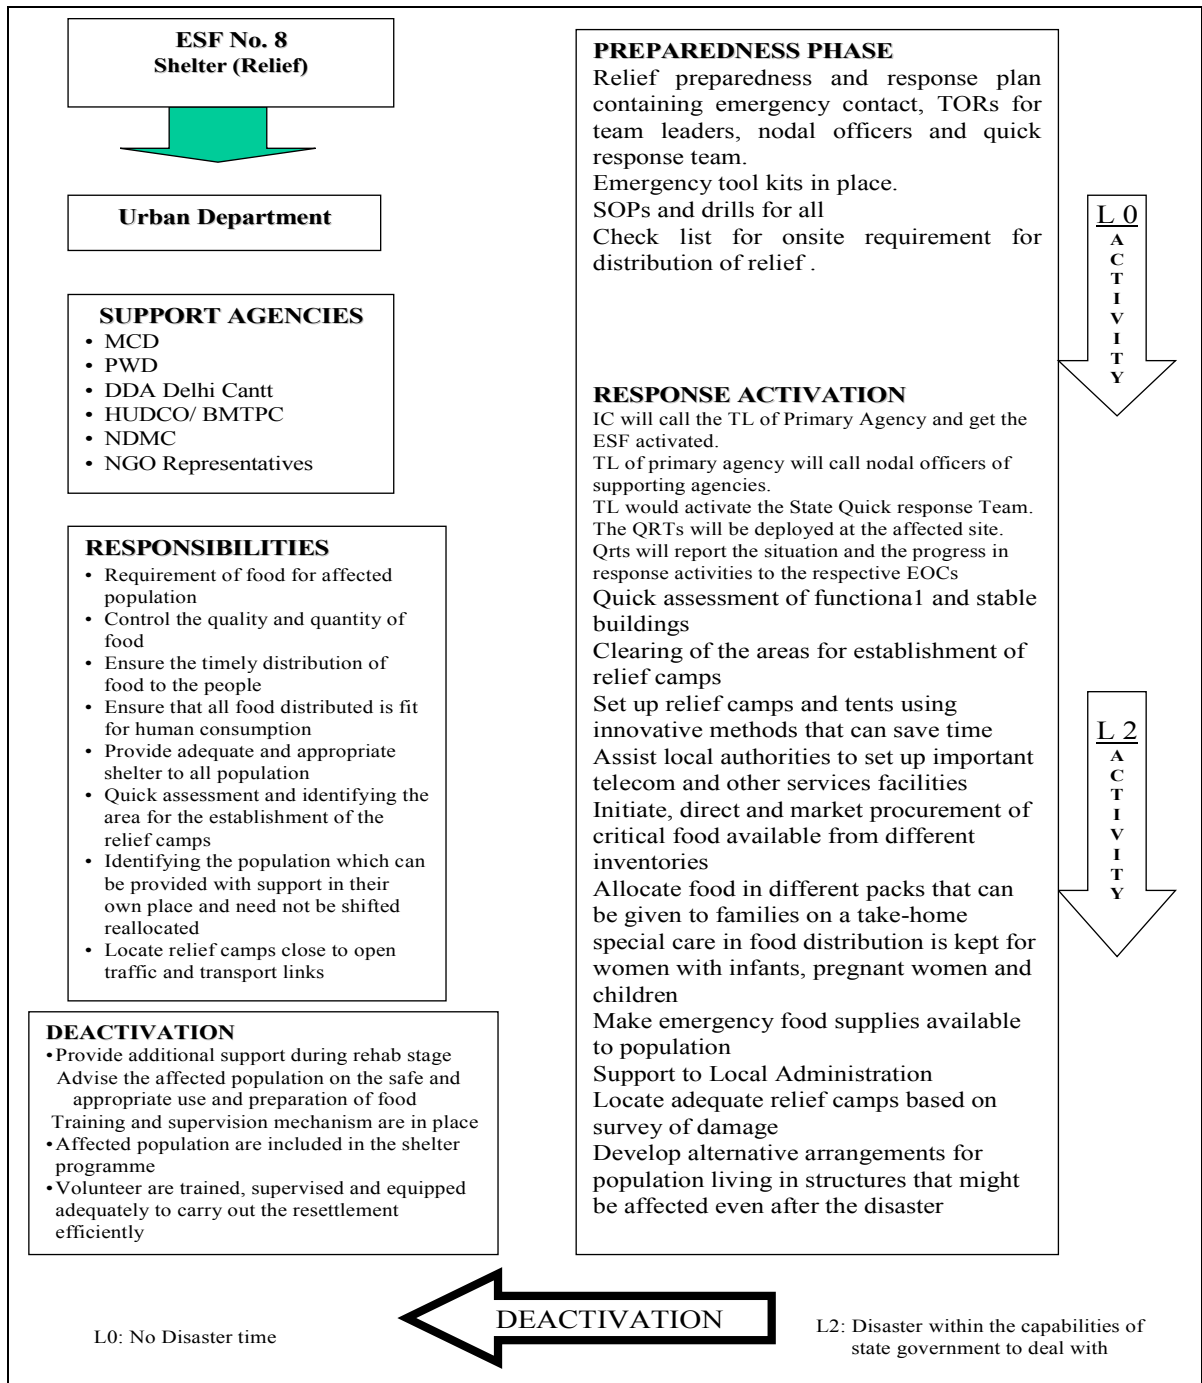 ESF No. 8
Shelter (Relief)
Urban Department
SUPPORT AGENCIES
• MCD
• PWD
• DDA Delhi Cantt
• HUDCO/ BMTPC
• NDMC
• NGO Representatives
RESPONSIBILITIES
• Requirement of food for affected
population
• Control the quality and quantity of
food
• Ensure the timely distribution of
food to the people
• Ensure that all food distributed is fit
for human consumption
• Provide adequate and appropriate
shelter to all population
• Quick assessment and identifying the
area for the establishment of the
relief camps
• Identifying the population which can
be provided with support in their
own place and need not be shifted
reallocated
• Locate relief camps close to open
traffic and transport links
DEACTIVATION
•Provide additional support during rehab stage
Advise the affected population on the safe and
appropriate use and preparation of food
Training and supervision mechanism are in place
•Affected population are included in the shelter
programme
•Volunteer are trained, supervised and equipped
adequately to carry out the resettlement
efficiently
PREPAREDNESS PHASE
Relief preparedness and response plan
containing emergency contact, TORs for
team leaders, nodal officers and quick
response team.
Emergency tool kits in place.
SOPs and drills for all
Check list for onsite requirement for
distribution of relief .
RESPONSE ACTIVATION
IC will call the TL of Primary Agency and get the
ESF activated.
TL of primary agency will call nodal officers of
supporting agencies.
TL would activate the State Quick response Team.
The QRTs will be deployed at the affected site.
Qrts will report the situation and the progress in
response activities to the respective EOCs
Quick assessment of functiona1 and stable
buildings
Clearing of the areas for establishment of
relief camps
Set up relief camps and tents using
innovative methods that can save time
Assist local authorities to set up important
telecom and other services facilities
Initiate, direct and market procurement of
critical food available from different
inventories
Allocate food in different packs that can
be given to families on a take-home
special care in food distribution is kept for
women with infants, pregnant women and
children
Make emergency food supplies available
to population
Support to Local Administration
Locate adequate relief camps based on
survey of damage
Develop alternative arrangements for
population living in structures that might
be affected even after the disaster
L 0
A
C
T
I
V
I
T
Y
L 2
A
C
T
I
V
I
T
Y
DEACTIVATION
L0: No Disaster time
L2: Disaster within the capabilities of
state government to deal with